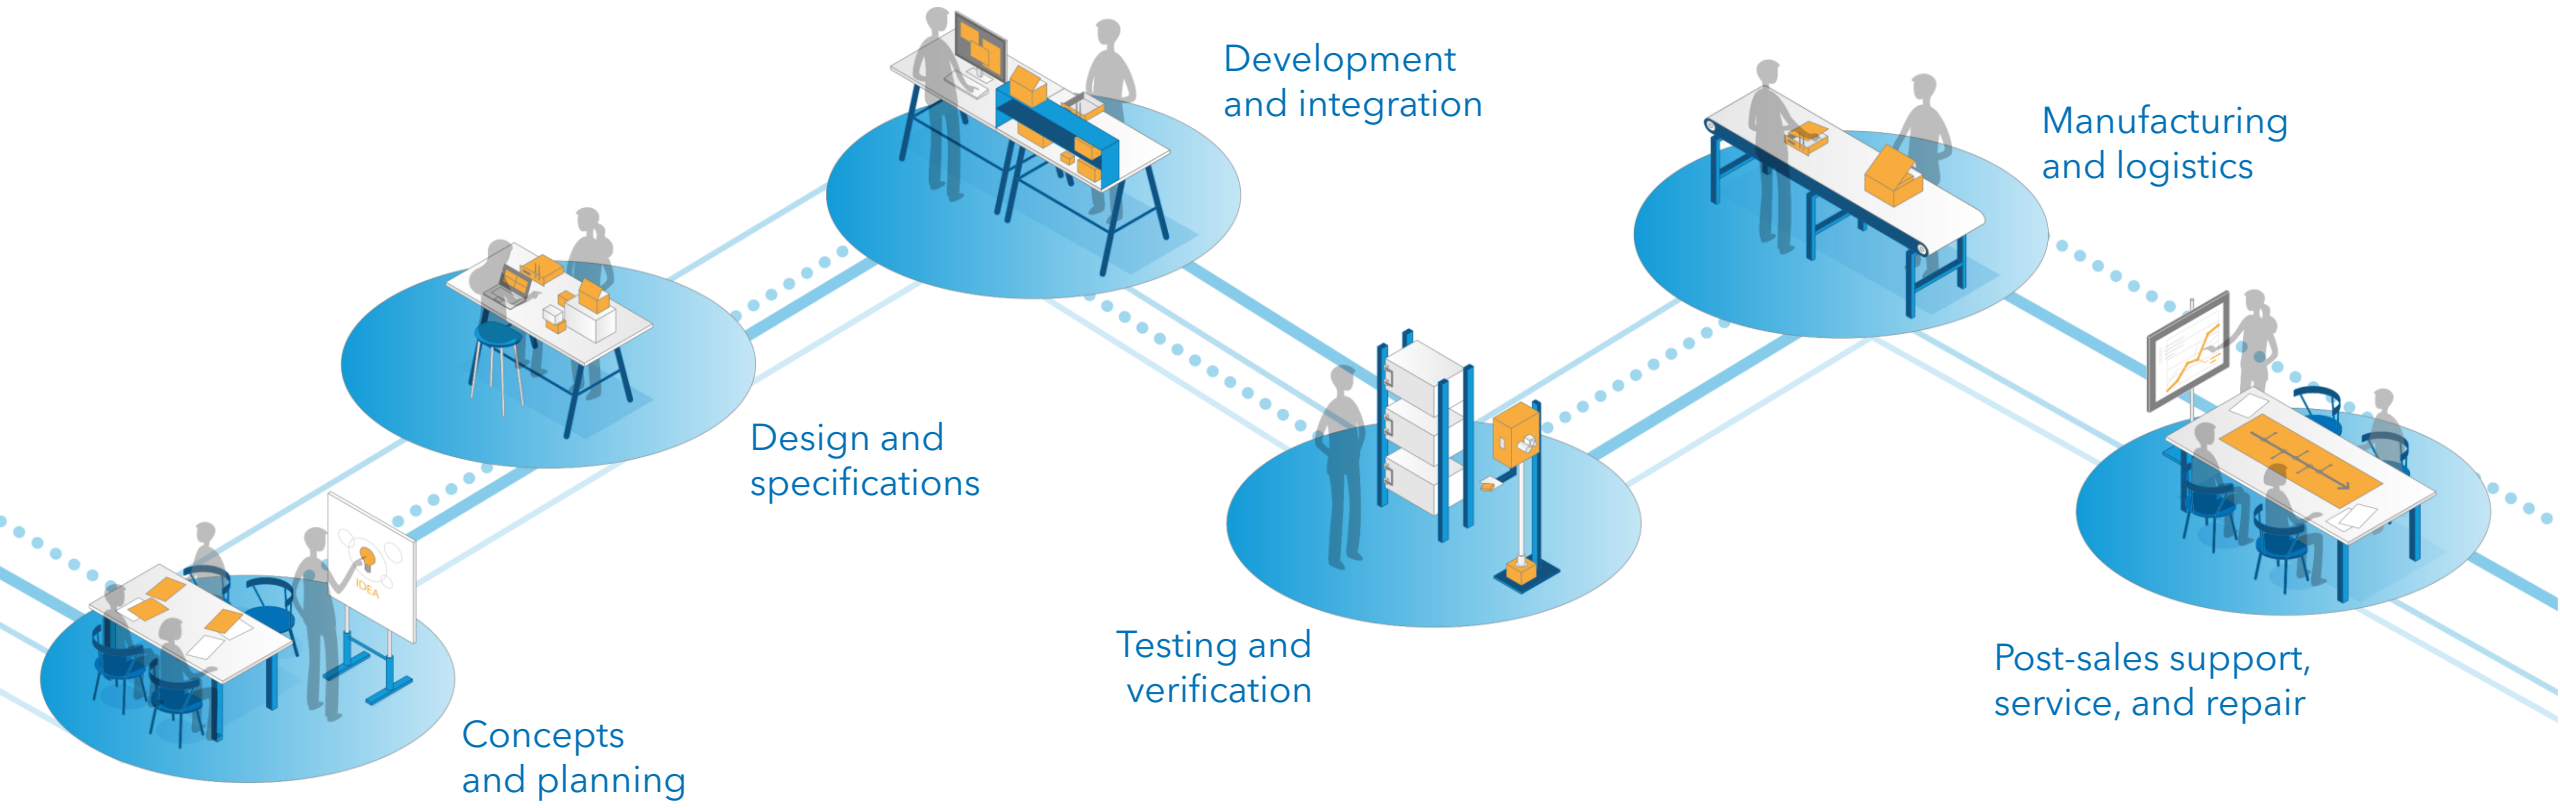 Development
and integration
Manufacturing
and logistics
Design and
specifications
IDEA
Concepts
and planning
Testing and
verification
Post-sales support,
service, and repair